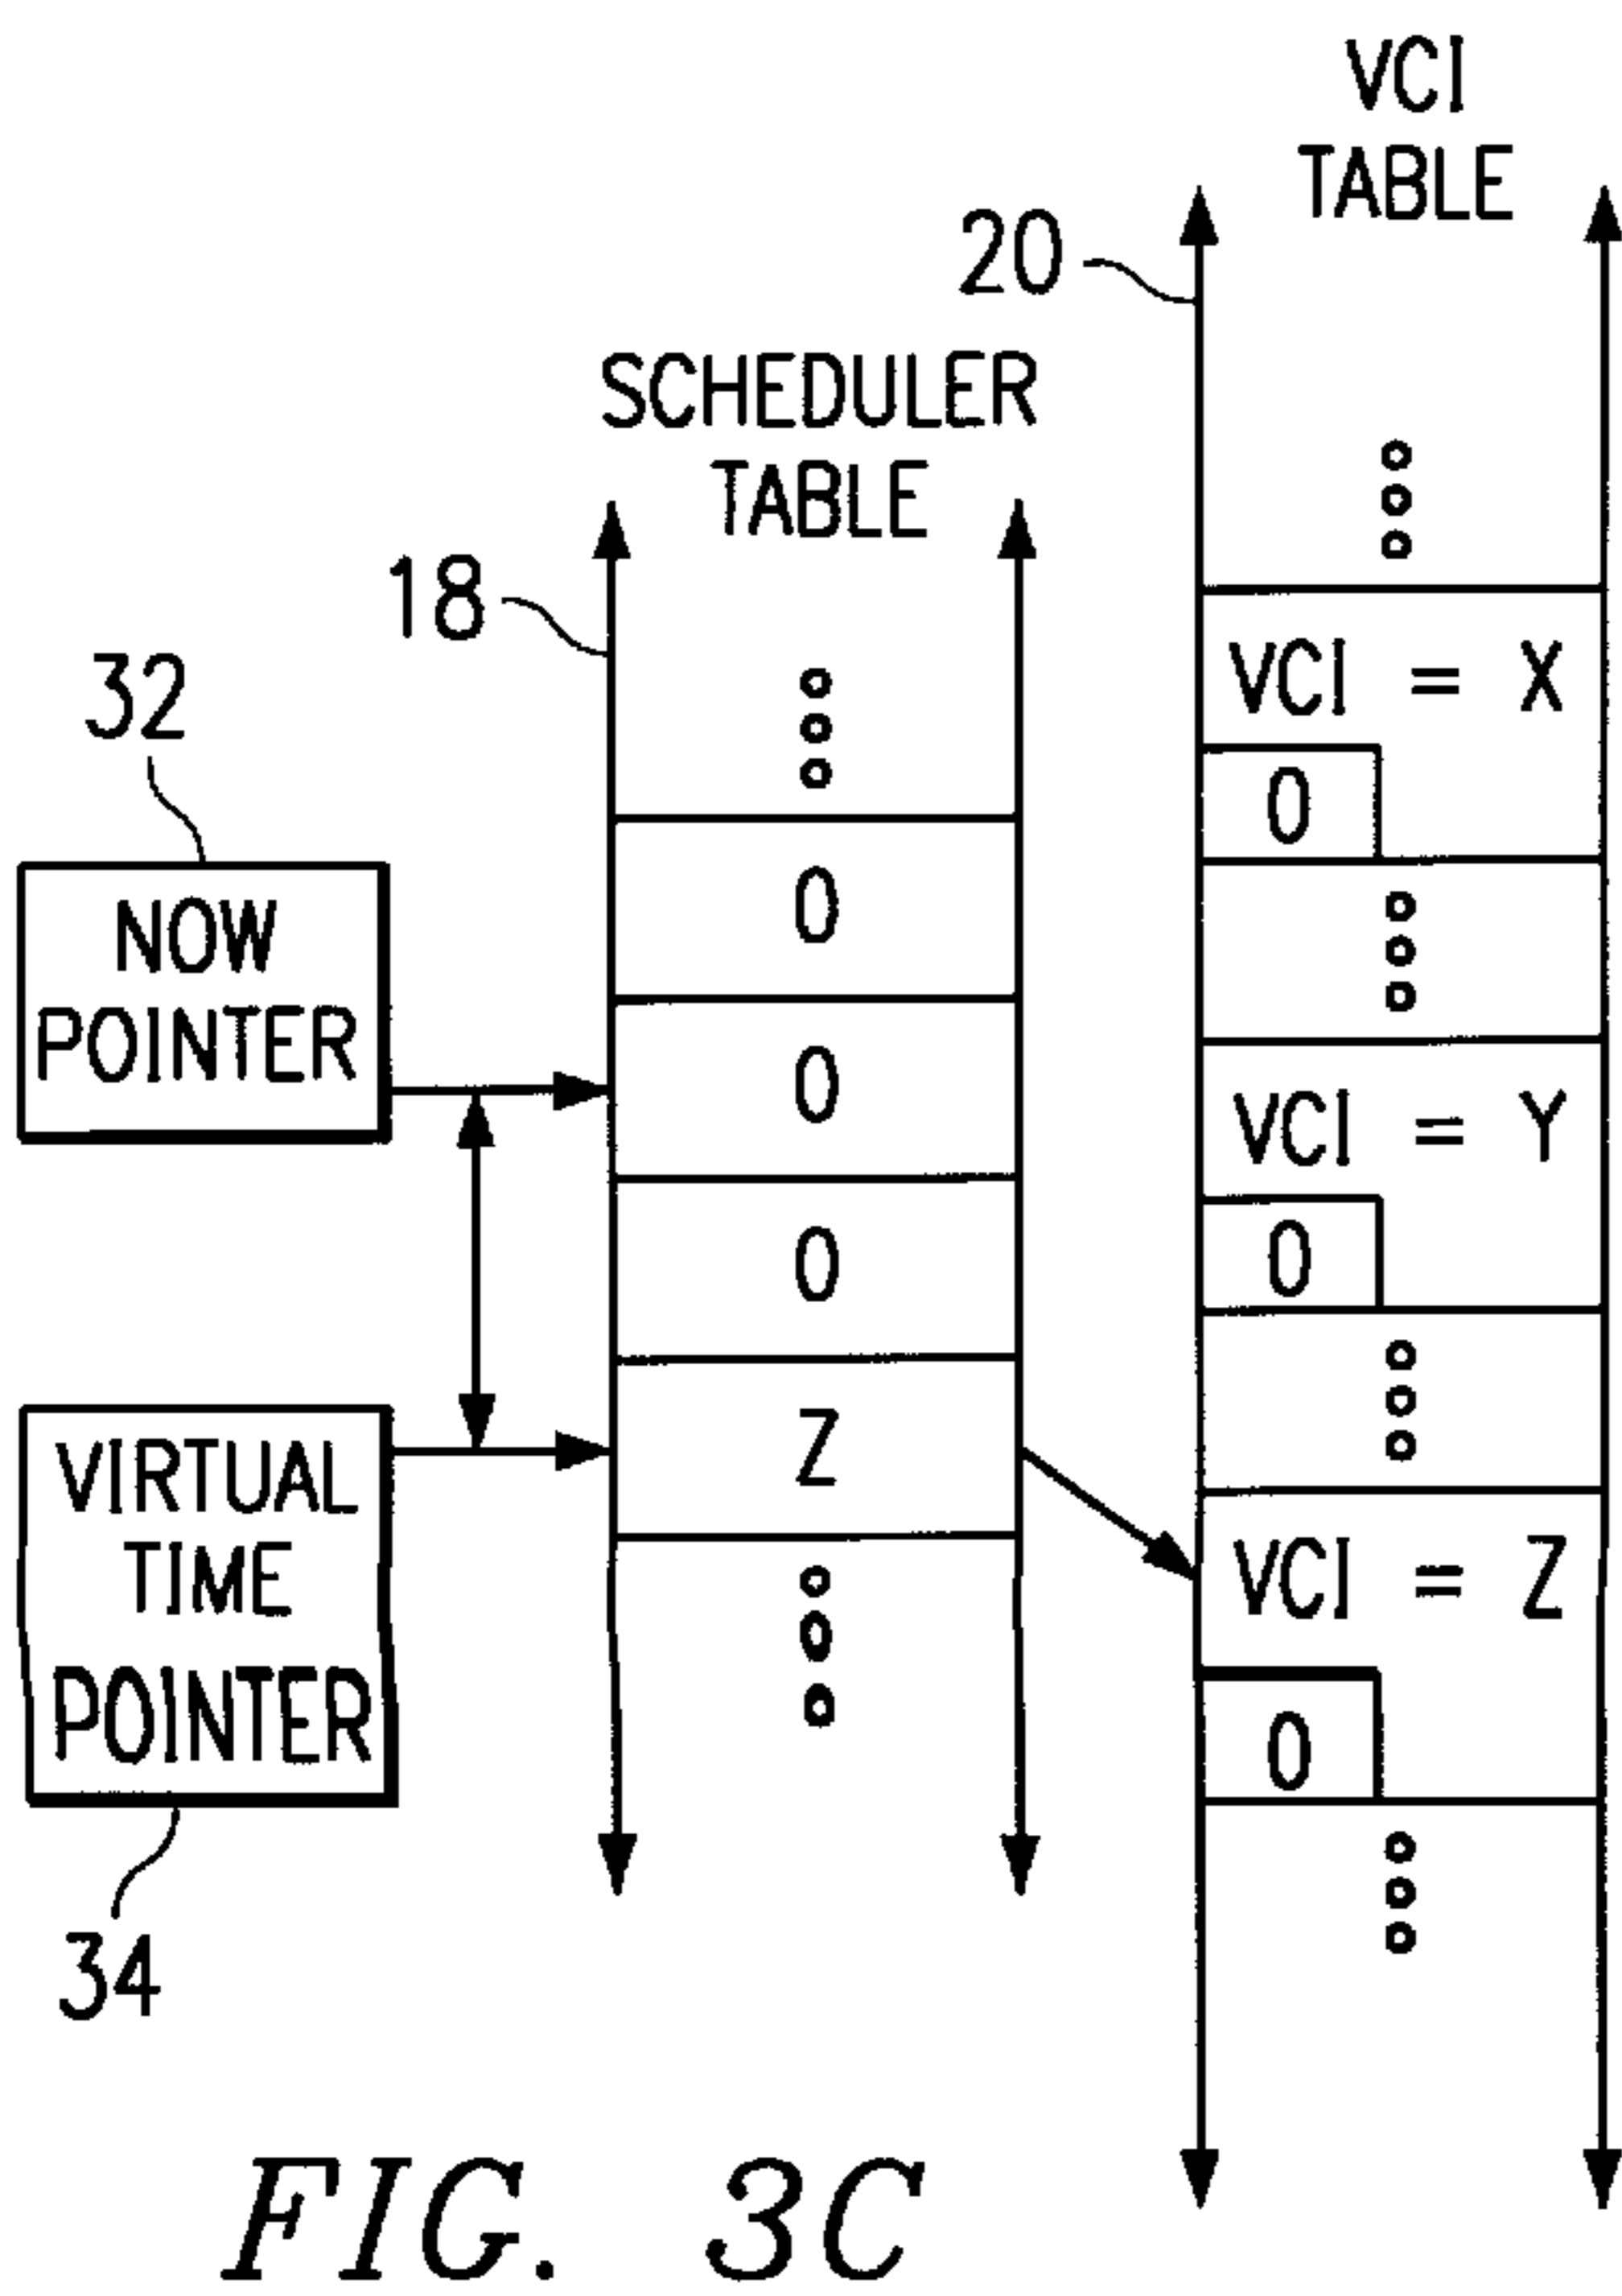 VCI
TABLE
20
SCHEDULER
TABLE
18
32
VCI = X
0
0
NOW
POINTER
0
VCI = Y
0
0
VIRTUAL
TIME
POINTER
Z
VCI = Z
0
34
FIG. 3C